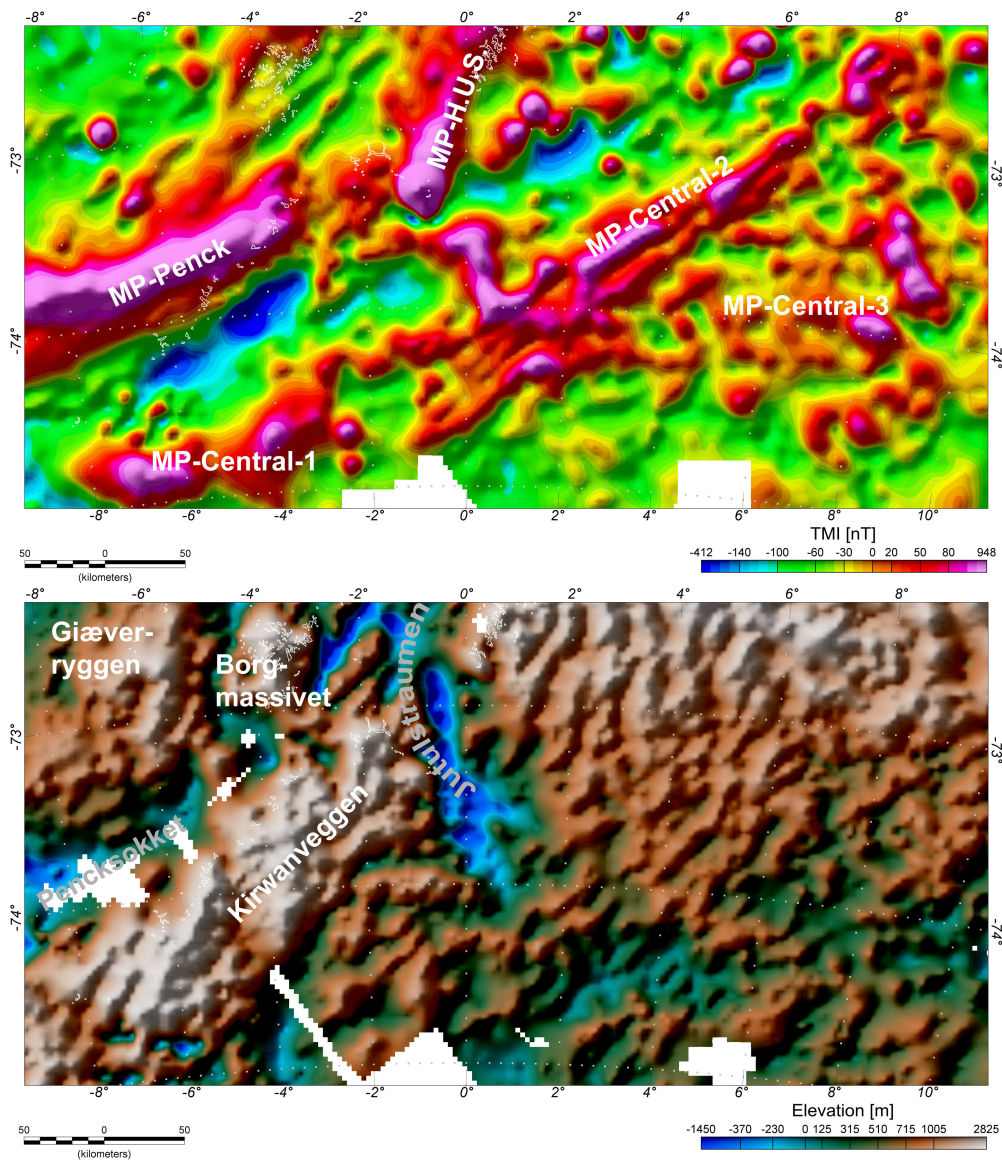 -8° -6° -4° -2° 0° 2° 4° 6° 8°
MP-H.U.S.
-73° -73°
MP-Central-2
MP-Penck
MP-Central-3
-74° -74°
MP-Central-1
-8° -6° -4° -2° 0° 2° 4° 6° 8° 10°
TMI [nT]
50 0 50
(kilometers)
-412 -140 -100 -60 -30 0 20 50 80 948
-8° -6° -4° -2° 0° 2° 4° 6° 8°
Giæver-
ryggen
Borg-
massivet
Jutulstraumen
-73° -73°
Pencksokket
Kirwanveggen
-74° -74°
-8° -6° -4° -2° 0° 2° 4° 6° 8° 10°
Elevation [m]
50 0 50
(kilometers)
-1450 -370 -230 0 125 315 510 715 1005 2825